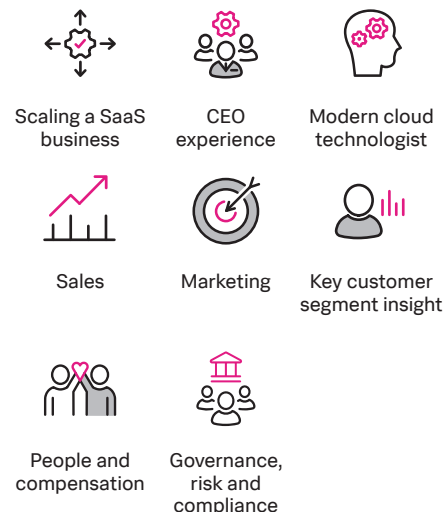 Scaling a SaaS
business
CEO
experience
Modern cloud
technologist
Sales
Marketing
Key customer
segment insight
People and
compensation
Governance,
risk and
compliance